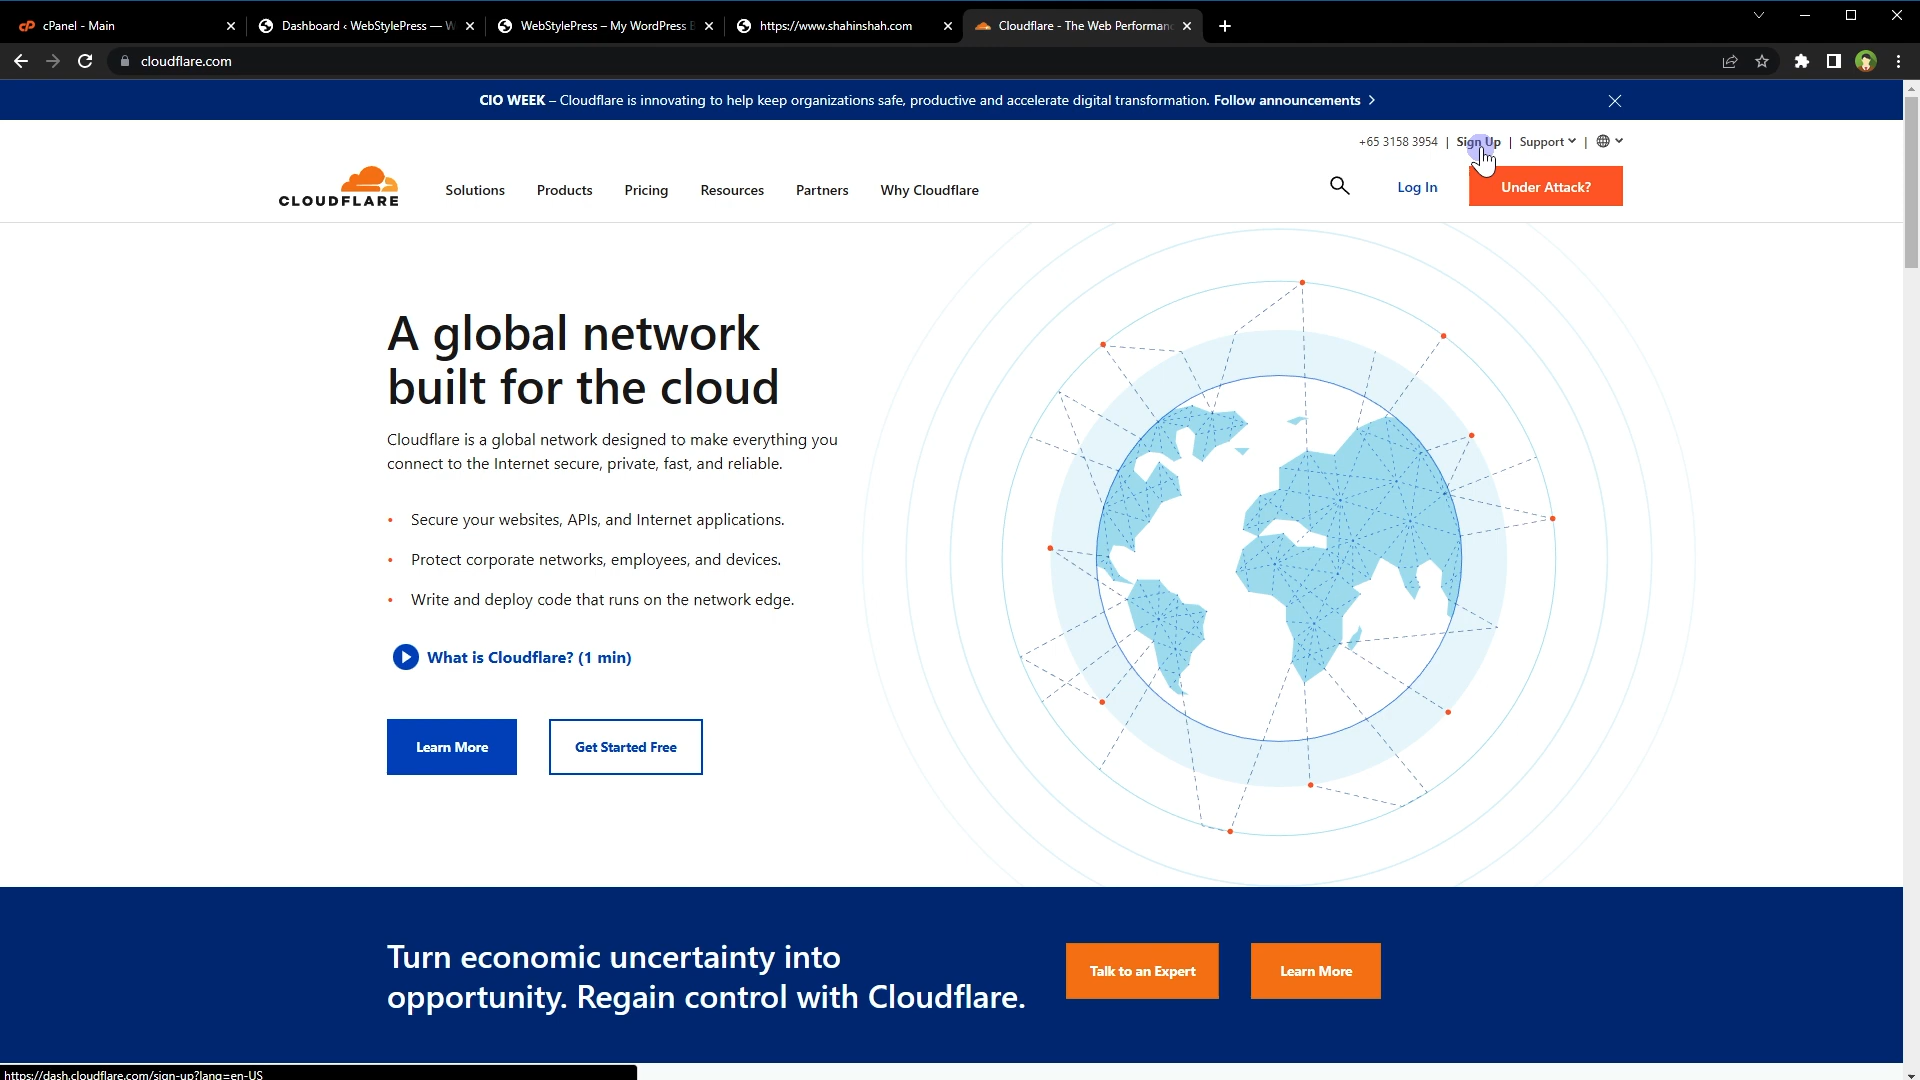 cPanel - Main
Dashboard ‹ WebStylePress — W
WebStylePress – My WordPress B
https://www.shahinshah.com
Cloudflare - The Web Performanc
cloudflare.com
CIO WEEK – Cloudflare is innovating to help keep organizations safe, productive and accelerate digital transformation. Follow announcements
+65 3158 3954 | Sign Up | Support |
CLOUDFLARE
Solutions
Products
Pricing
Resources
Partners
Why Cloudflare
Log In
Under Attack?
A global network
built for the cloud
Cloudflare is a global network designed to make everything you
connect to the Internet secure, private, fast, and reliable.
• Secure your websites, APIs, and Internet applications.
• Protect corporate networks, employees, and devices.
• Write and deploy code that runs on the network edge.
What is Cloudflare? (1 min)
Learn More
Get Started Free
Turn economic uncertainty into
opportunity. Regain control with Cloudflare.
Talk to an Expert
Learn More
https://dash.cloudflare.com/sign-up?lang=en-US